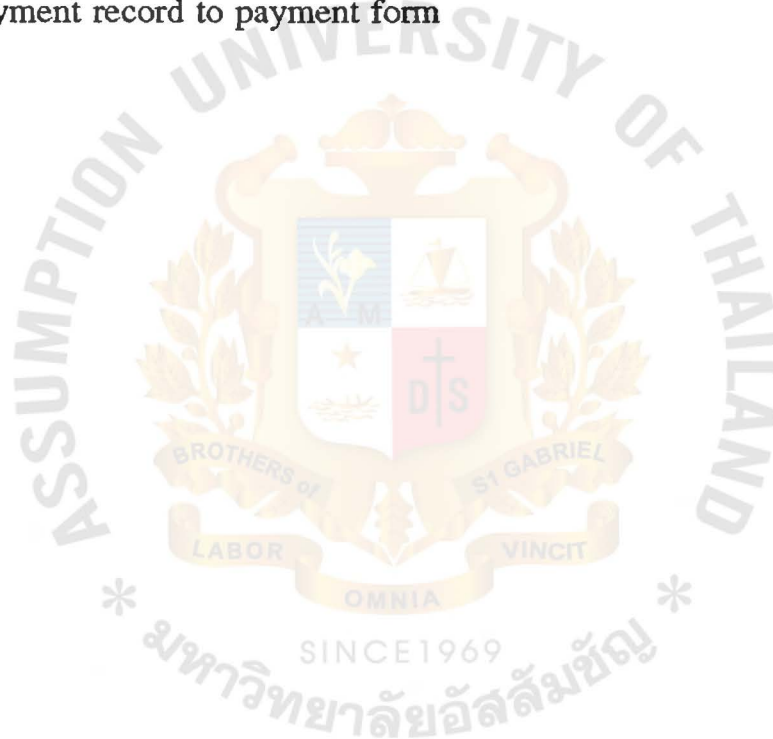 yment record to payment form
ASSUMPTION UNIVERSITY OF THAILAND
A M
D S
BROTHERS of
ST GABRIEL
LABOR
OMNIA
VINCIT
SINCE1969
มหาวิทยาลัยอัสสัมชัญ